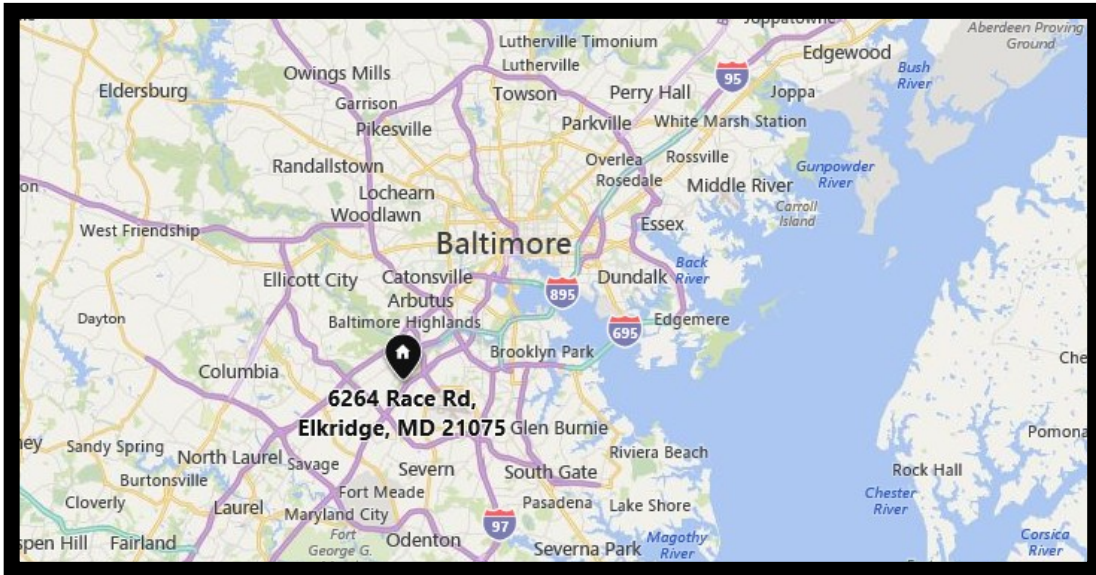 Joppatowne
Aberdeen Proving
Ground
Lutherville Timonium
Edgewood
Lutherville
Owings Mills
95
Bush
River
Eldersburg
Garrison
Towson
Perry Hall
Joppa
Pikesville
Parkville
White Marsh Station
Randallstown
Overlea
Rossville
Gunpowder
River
Lochearn
Rosedale
Middle River
on
Woodlawn
Carroll
Island
West Friendship
Essex
Baltimore
Ellicott City
Catonsville
Dundalk
Back
River
895
Arbutus
Dayton
Baltimore Highlands
695
Edgemere
Brooklyn Park
Che
Columbia
6264 Race Rd,
Elkridge, MD 21075
Glen Burnie
ey
Sandy Spring
North Laurel
Savage
Riviera Beach
Pomona
Burtonsville
Severn
South Gate
Rock Hall
Cloverly
Laurel
Fort Meade
Pasadena
Lake Shore
Chester
River
Maryland City
97
spen Hill
Fairland
Fort
George G.
Odenton
Severna Park
Magothy
River
Corsica
River